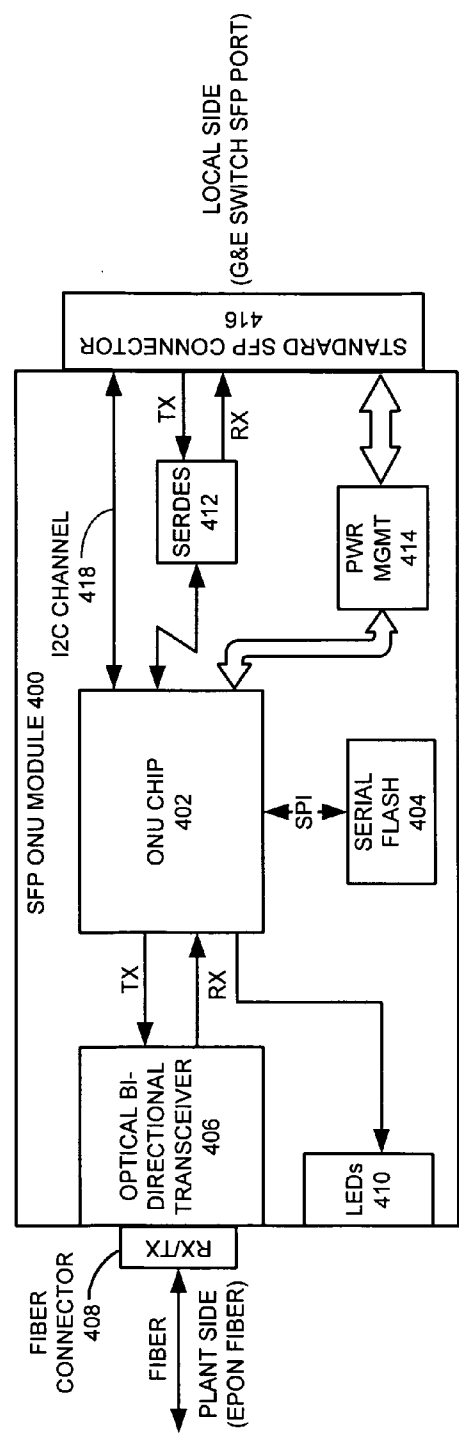 SFP ONU MODULE 400
FIBER
CONNECTOR
408
FIBER
PLANT SIDE
(EPON FIBER)
RX/TX
OPTICAL BI-
DIRECTIONAL
TRANSCEIVER
406
LEDs
410
TX
RX
ONU CHIP
402
SPI
SERIAL
FLASH
404
I2C CHANNEL
418
SERDES
412
TX
RX
PWR
MGMT
414
STANDARD SFP CONNECTOR
416
LOCAL SIDE
(G&E SWITCH SFP PORT)